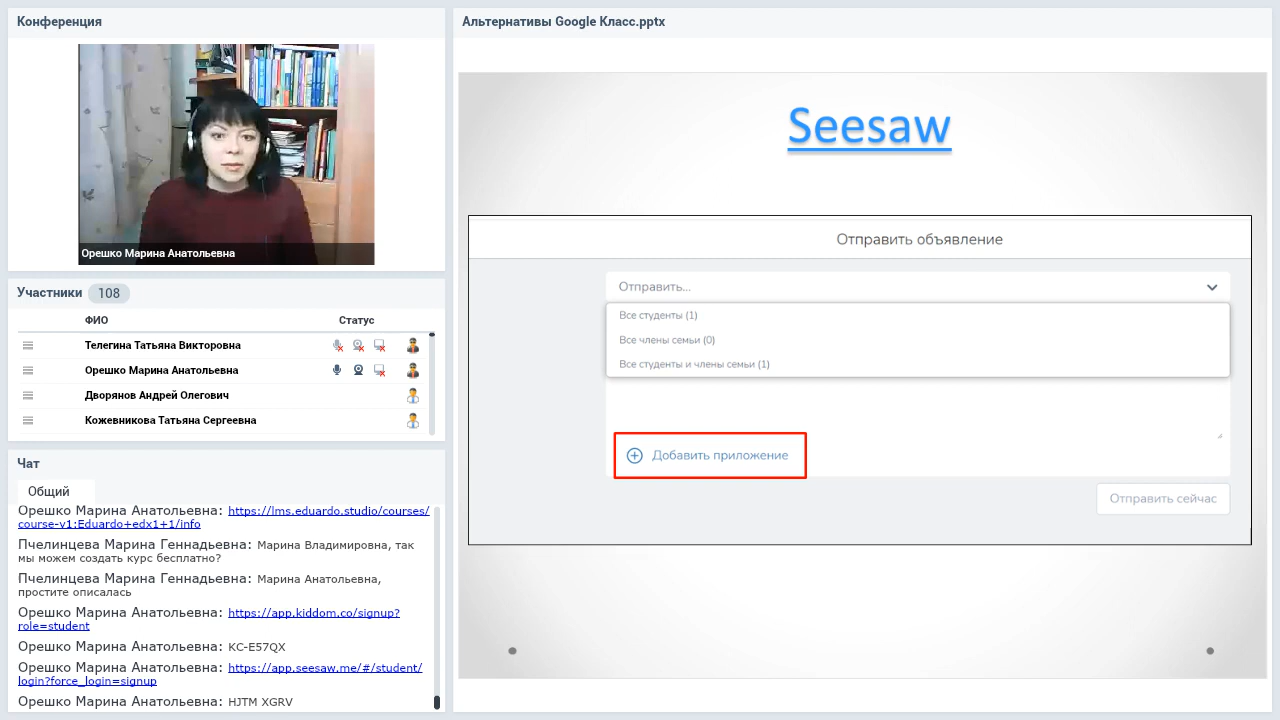 Конференция
Орешко Марина Анатольевна
Участники 108
ФИО Статус
Телегина Татьяна Викторовна
Орешко Марина Анатольевна
Дворянов Андрей Олегович
Кожевникова Татьяна Сергеевна
Чат
Общий
Орешко Марина Анатольевна: https://lms.eduardo.studio/courses/
course-v1:Eduardo+edx1+1/info
Пчелинцева Марина Геннадьевна: Марина Владимировна, так
мы можем создать курс бесплатно?
Пчелинцева Марина Геннадьевна: Марина Анатольевна,
простите описалась
Орешко Марина Анатольевна: https://app.kiddom.co/signup?
role=student
Орешко Марина Анатольевна: KC-E57QX
Орешко Марина Анатольевна: https://app.seesaw.me/#/student/
login?force_login=signup
Орешко Марина Анатольевна: HJTM XGRV
Альтернативы Google Класс.pptx
Seesaw
Отправить объявление
Отправить...
Все студенты (1)
Все члены семьи (0)
Все студенты и члены семьи (1)
Добавить приложение
Отправить сейчас